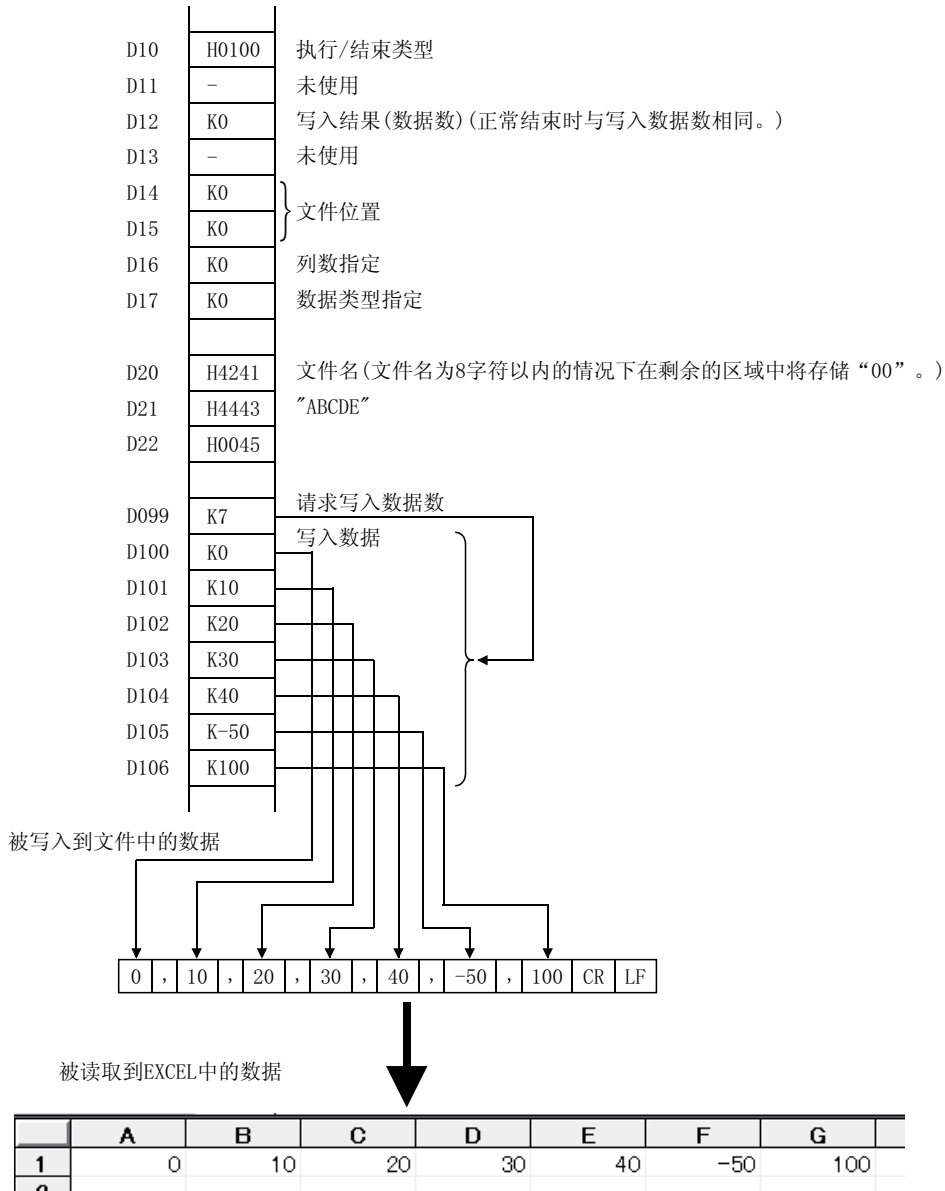 D10 H0100 执行/结束类型
D11 - 未使用
D12 K0 写入结果(数据数)(正常结束时与写入数据数相同。)
D13 - 未使用
D14 K0
文件位置
D15 K0
D16 K0 列数指定
D17 K0 数据类型指定
D20 H4241 文件名(文件名为8字符以内的情况下在剩余的区域中将存储“00”。)
D21 H4443 "ABCDE"
D22 H0045
请求写入数据数
D099 K7
写入数据
D100 K0
D101 K10
D102 K20
D103 K30
D104 K40
D105 K-50
D106 K100
被写入到文件中的数据
0 , 10 , 20 , 30 , 40 , -50 , 100 CR LF
被读取到EXCEL中的数据
A B C D E F G
1 0 10 20 30 40 -50 100